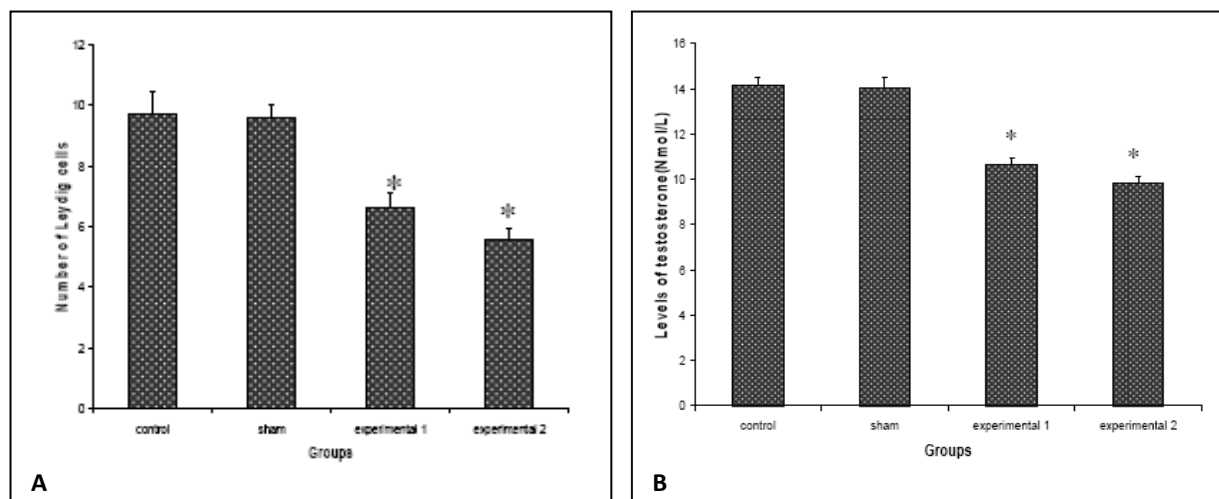 12
10
8
6
4
2
0
Number of Leydig cells
*
*
control sham experimental 1 experimental 2
Groups
A
16
14
12
10
8
6
4
2
0
Levels of testosterone(Nmol/L)
*
*
control sham experimental 1 experimental 2
Groups
B